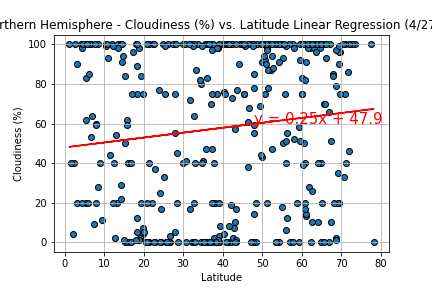 rthern Hemisphere - Cloudiness (%) vs. Latitude Linear Regression (4/27
100
80
60
40
20
0
Cloudiness (%)
y = 0.25x + 47.9
0 10 20 30 40 50 60 70 80
Latitude